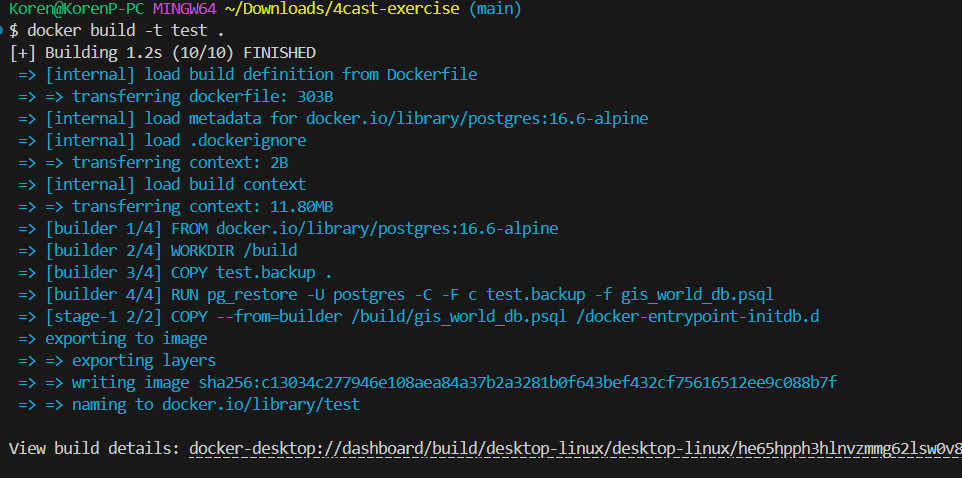 Koren@KorenP-PC MINGW64 ~/Downloads/4cast-exercise (main)
$ docker build -t test .
[+] Building 1.2s (10/10) FINISHED
=> [internal] load build definition from Dockerfile
=> => transferring dockerfile: 303B
=> [internal] load metadata for docker.io/library/postgres:16.6-alpine
=> [internal] load .dockerignore
=> => transferring context: 2B
=> [internal] load build context
=> => transferring context: 11.80MB
=> [builder 1/4] FROM docker.io/library/postgres:16.6-alpine
=> [builder 2/4] WORKDIR /build
=> [builder 3/4] COPY test.backup .
=> [builder 4/4] RUN pg_restore -U postgres -C -F c test.backup -f gis_world_db.psql
=> [stage-1 2/2] COPY --from=builder /build/gis_world_db.psql /docker-entrypoint-initdb.d
=> exporting to image
=> => exporting layers
=> => writing image sha256:c13034c277946e108aea84a37b2a3281b0f643bef432cf75616512ee9c088b7f
=> => naming to docker.io/library/test
View build details: docker-desktop://dashboard/build/desktop-linux/desktop-linux/he65hpph3hlnvzmmg62lsw0v8